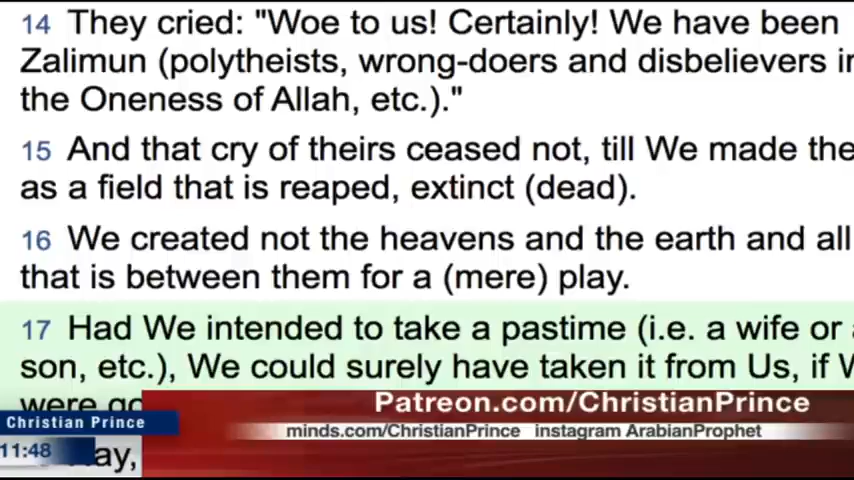 14 They cried: "Woe to us! Certainly! We have been
Zalimun (polytheists, wrong-doers and disbelievers in
the Oneness of Allah, etc.)."
15 And that cry of theirs ceased not, till We made the
as a field that is reaped, extinct (dead).
16 We created not the heavens and the earth and all
that is between them for a (mere) play.
17 Had We intended to take a pastime (i.e. a wife or a
son, etc.), We could surely have taken it from Us, if W
were go
Patreon.com/ChristianPrince
Christian Prince
minds.com/ChristianPrince instagram ArabianProphet
11:48
ay,